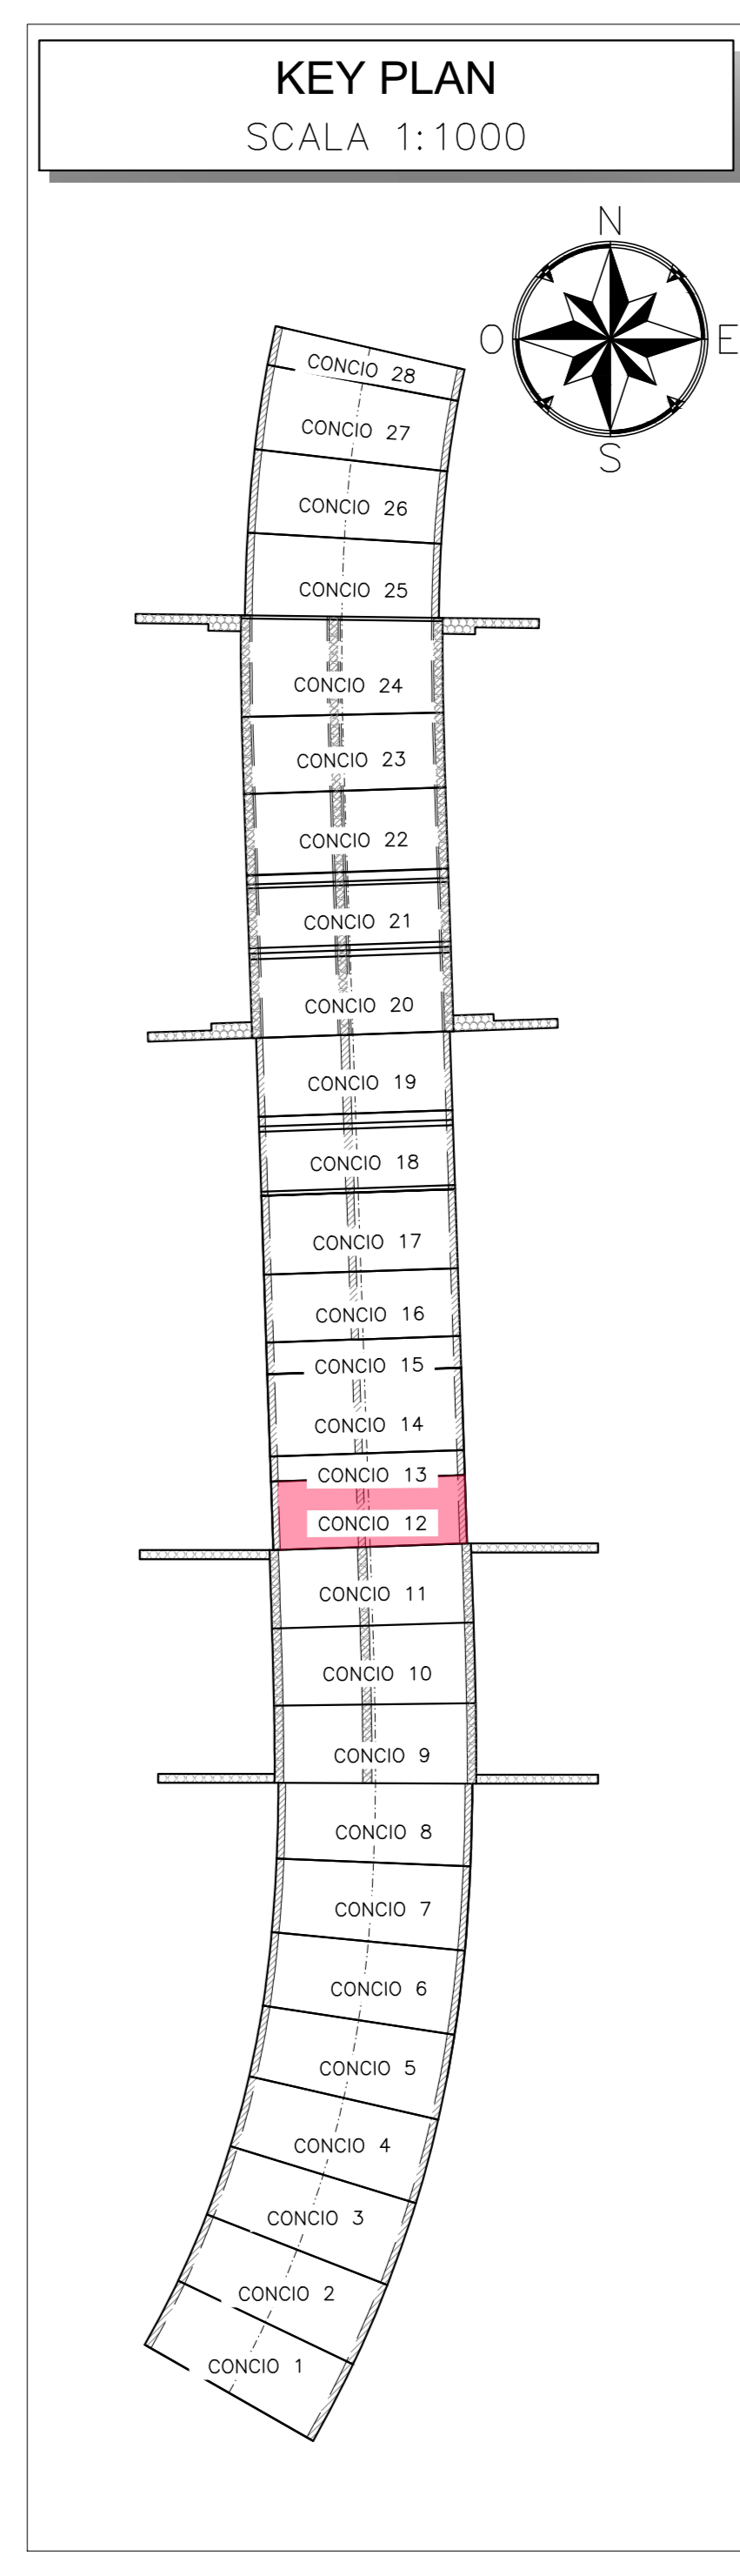 KEY PLAN
SCALA 1:1000
N
O
E
S
CONCIO 28
CONCIO 27
CONCIO 26
CONCIO 25
CONCIO 24
CONCIO 23
CONCIO 22
CONCIO 21
CONCIO 20
CONCIO 19
CONCIO 18
CONCIO 17
CONCIO 16
CONCIO 15
CONCIO 14
CONCIO 13
CONCIO 12
CONCIO 11
CONCIO 10
CONCIO 9
CONCIO 8
CONCIO 7
CONCIO 6
CONCIO 5
CONCIO 4
CONCIO 3
CONCIO 2
CONCIO 1